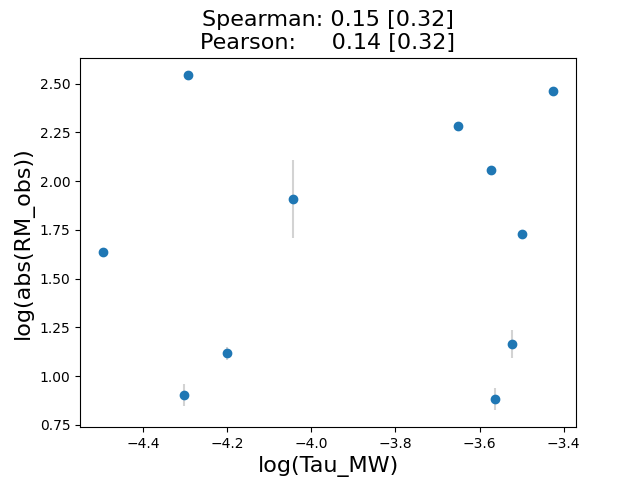 Spearman: 0.15 [0.32]
Pearson: 0.14 [0.32]
log(abs(RM_obs))
2.50
2.25
2.00
1.75
1.50
1.25
1.00
0.75
−4.4 −4.2 −4.0 −3.8 −3.6 −3.4
log(Tau_MW)